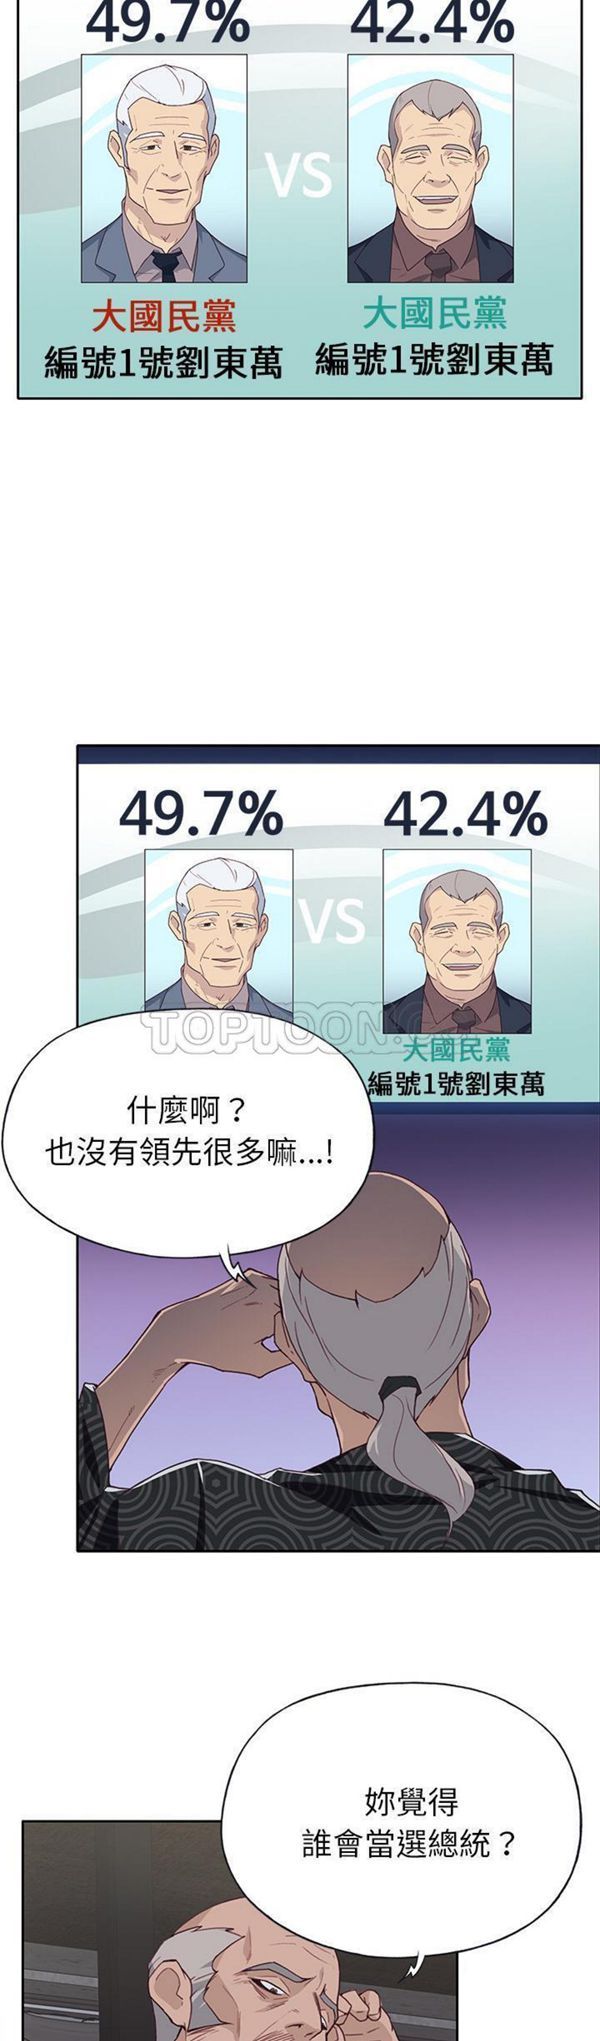 49.7%
42.4%
VS
大國民黨
大國民黨
編號1號劉東萬
編號1號劉東萬
49.7%
42.4%
VS
TOPTOON.CO
大國民黨
編號1號劉東萬
什麼啊？
也沒有領先很多嘛...!
妳覺得
誰會當選總統？